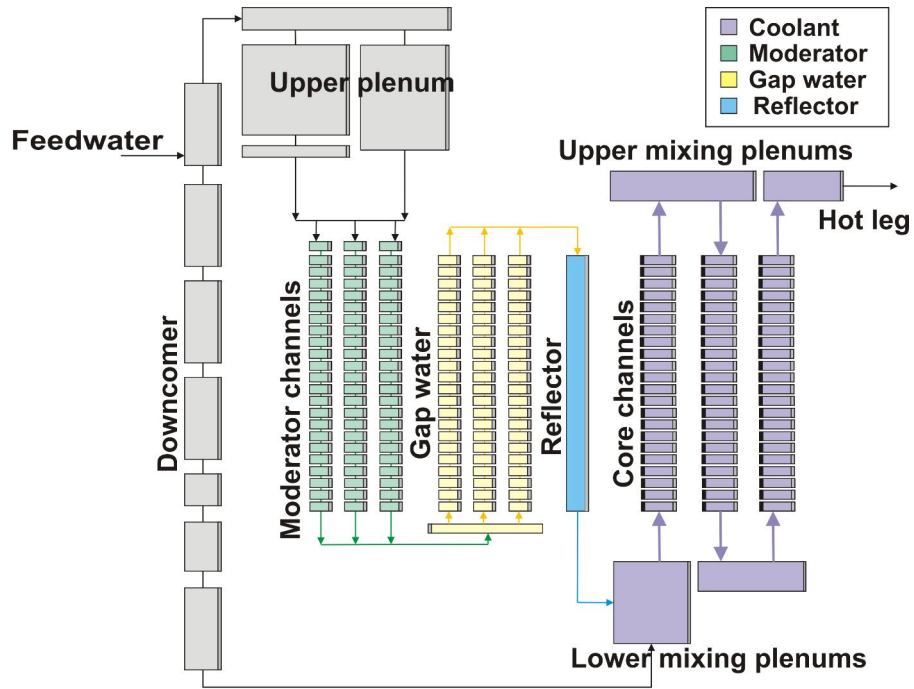 Coolant
Moderator
Gap water
Reflector
Upper plenum
Feedwater
Upper mixing plenums
Hot leg
Downcomer
Moderator channels
Gap water
Reflector
Core channels
Lower mixing plenums